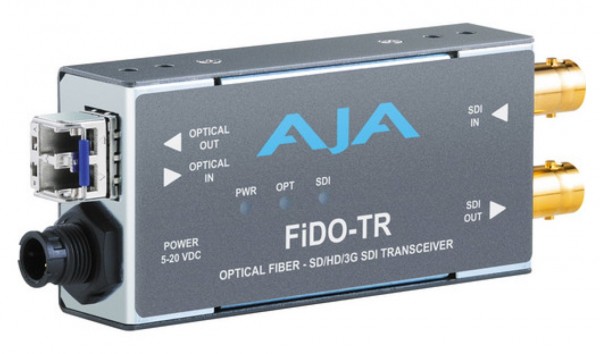 OPTICAL
OUT
OPTICAL
IN
AJA
SDI
IN
PWR OPT SDI
SDI
OUT
POWER
5-20 VDC
FiDO-TR
OPTICAL FIBER - SD/HD/3G SDI TRANSCEIVER